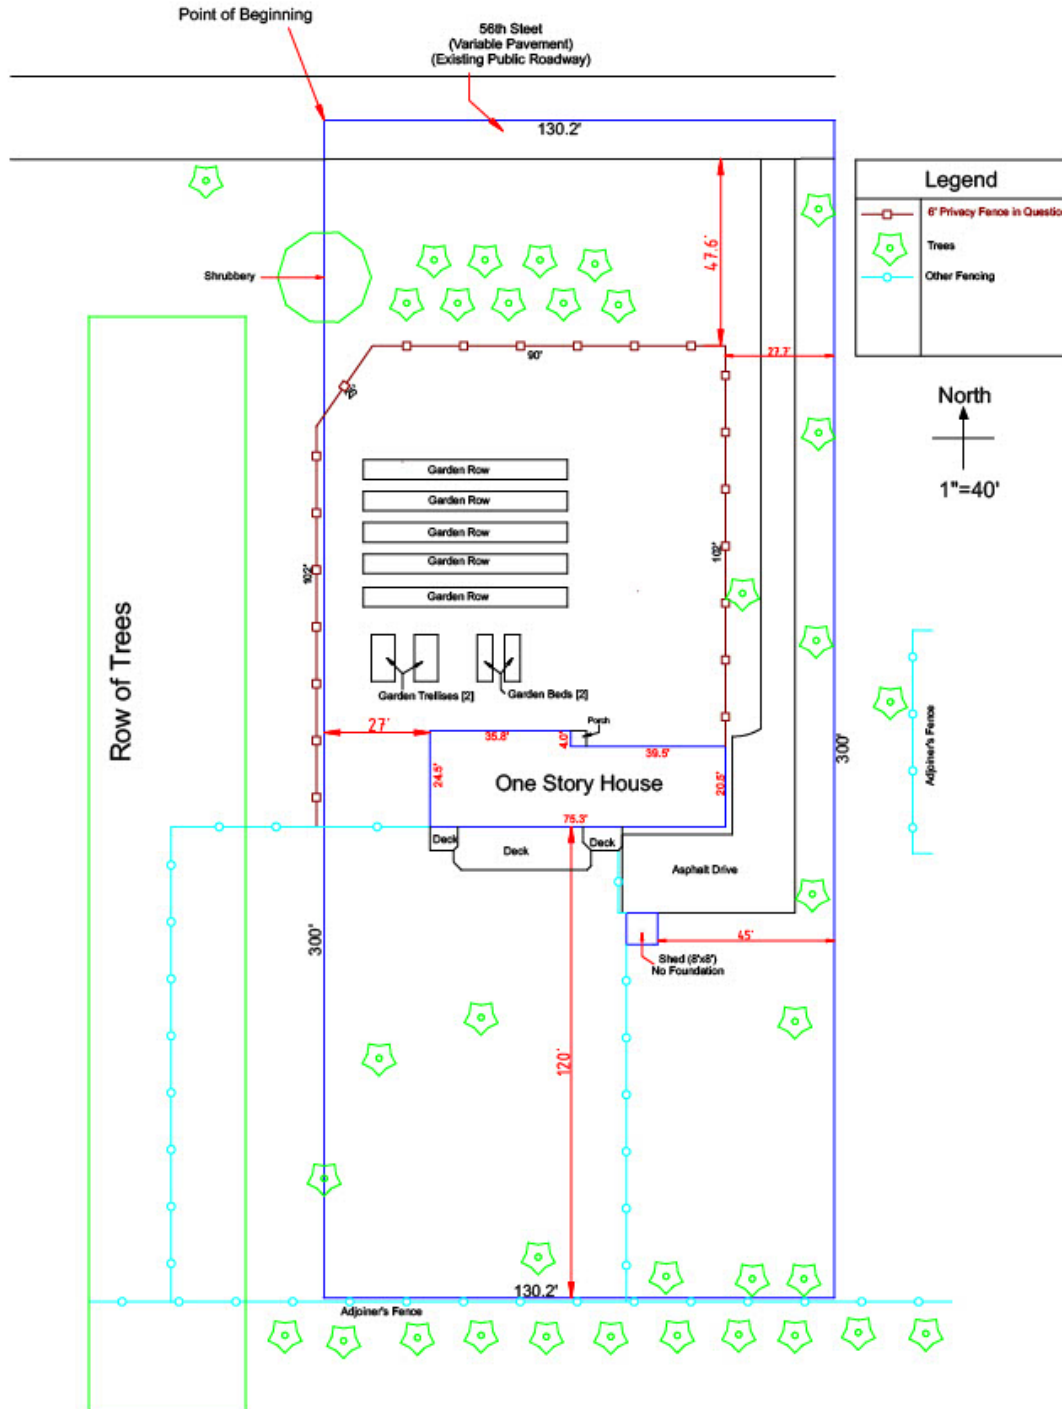 Point of Beginning
56th Steet
(Variable Pavement)
(Existing Public Roadway)
130.2'
Legend
6' Privacy Fence in Questio
Trees
Other Fencing
47.6'
Shrubbery
27.7'
90'
North
1"=40'
Garden Row
Garden Row
Garden Row
Garden Row
Garden Row
102'
102'
Row of Trees
Garden Trellises [2]
Garden Beds [2]
Porch
27'
35.8'
4.0'
39.5'
300'
Adjoiner's Fence
24.5'
One Story House
20.5'
75.3'
Deck
Deck
Deck
Asphalt Drive
300'
45'
Shed (8'x8')
No Foundation
120'
130.2'
Adjoiner's Fence